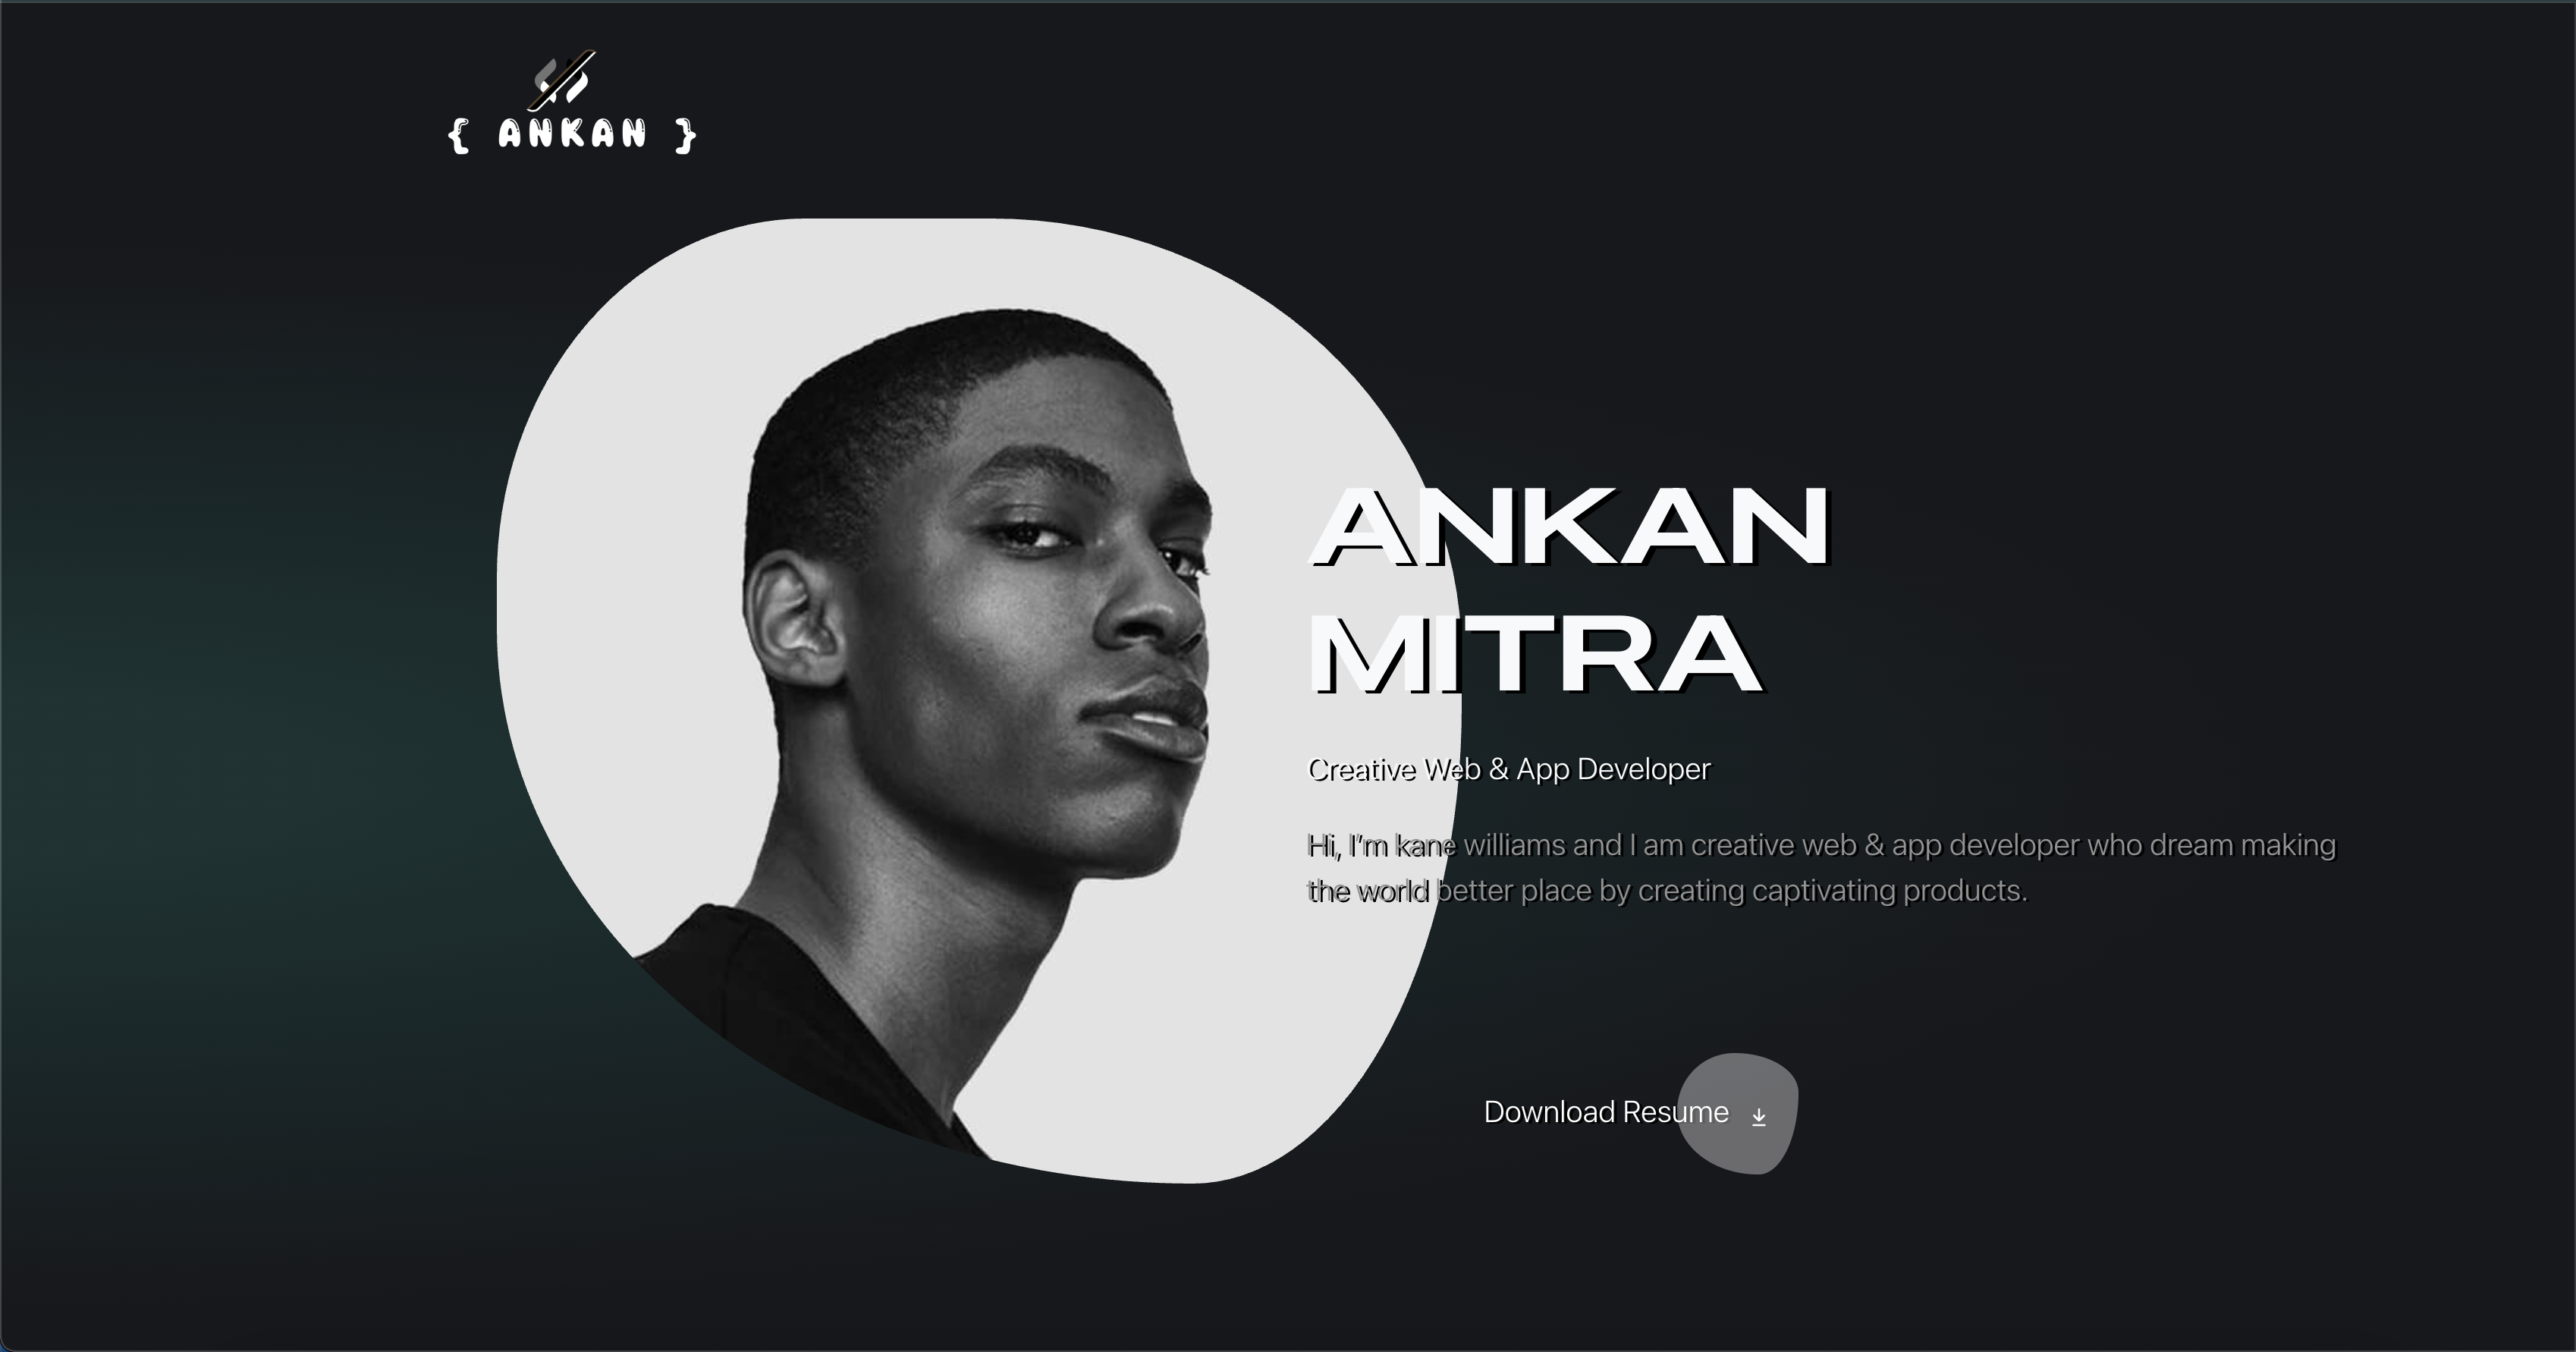 { ANKAN }
ANKAN
MITRA
Creative Web & App Developer
Hi, I'm kane williams and I am creative web & app developer who dream making
the world better place by creating captivating products.
Download Resume